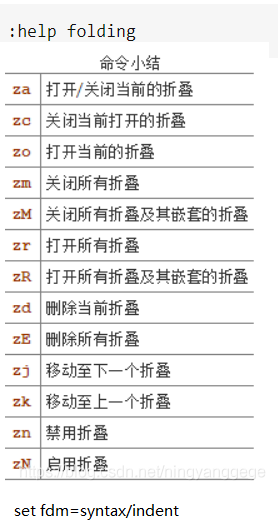 :help folding
命令小结
za 打开/关闭当前的折叠
zc 关闭当前打开的折叠
zo 打开当前的折叠
zm 关闭所有折叠
zM 关闭所有折叠及其嵌套的折叠
zr 打开所有折叠
zR 打开所有折叠及其嵌套的折叠
zd 删除当前折叠
zE 删除所有折叠
zj 移动至下一个折叠
zk 移动至上一个折叠
zn 禁用折叠
zN 启用折叠
https://blog.csdn.net/ningyanggege
set fdm=syntax/indent